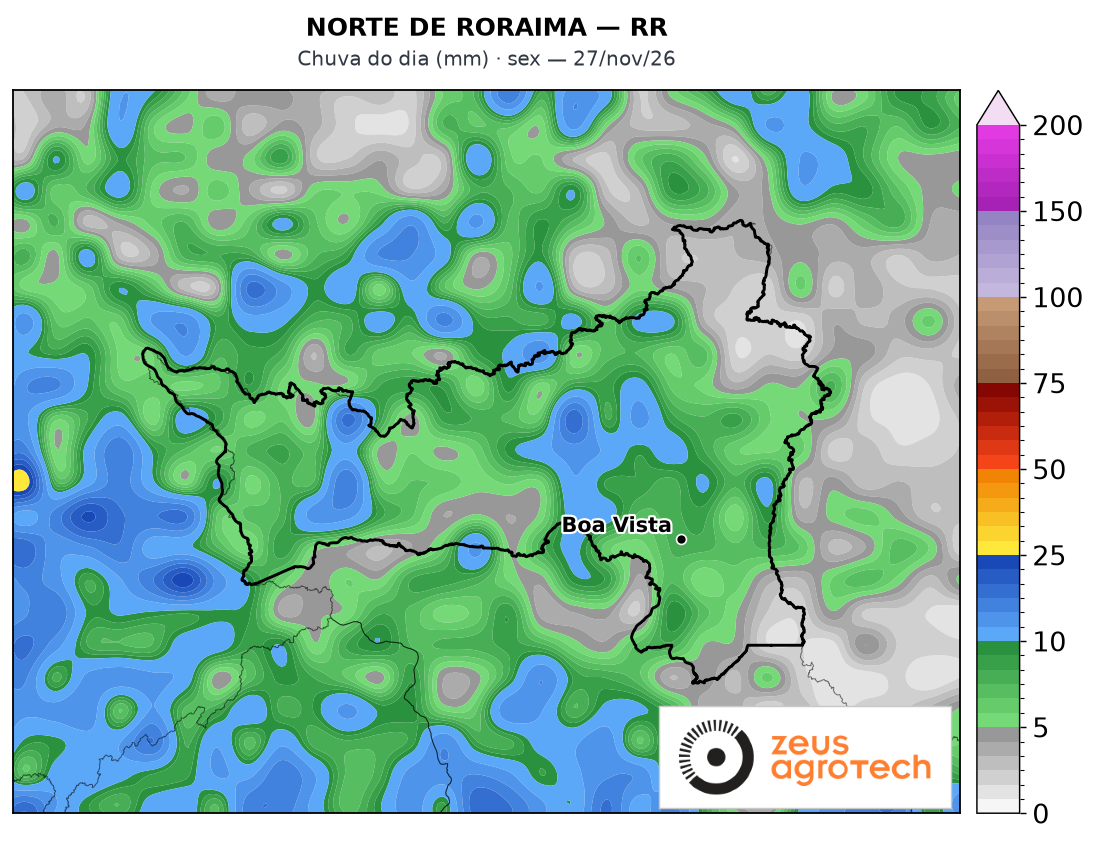 NORTE DE RORAIMA — RR
Chuva do dia (mm) · sex — 27/nov/26
200
150
100
75
50
25
10
5
0
Boa Vista
zeus
agrotech